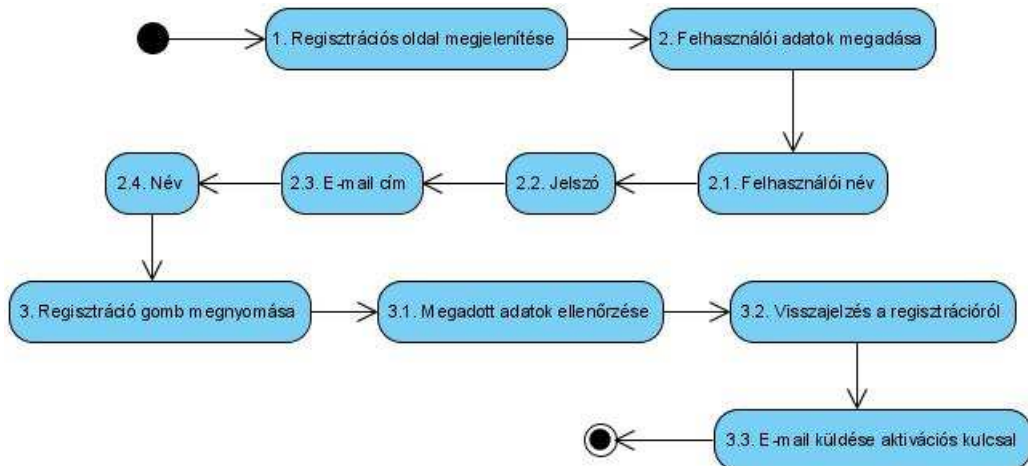 1. Regisztrációs oldal megjelenítése
2. Felhasználói adatok megadása
2.1. Felhasználói név
2.2. Jelszó
2.3. E-mail cím
2.4. Név
3. Regisztráció gomb megnyomása
3.1. Megadott adatok ellenőrzése
3.2. Visszajelzés a regisztrációról
3.3. E-mail küldése aktivációs kulcsal